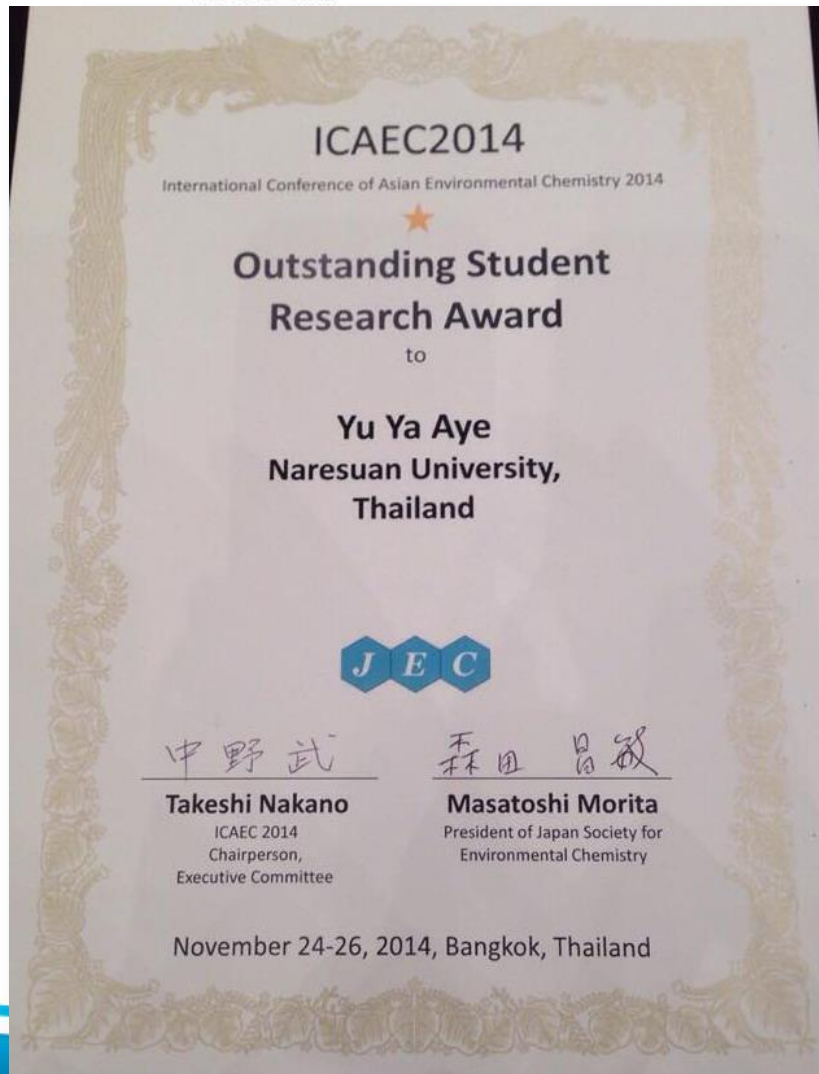 ICAEC2014
International Conference of Asian Environmental Chemistry 2014
Outstanding Student
Research Award
to
Yu Ya Aye
Naresuan University,
Thailand
J E C
中野武 森田 昌敏
Takeshi Nakano Masatoshi Morita
ICAEC 2014 President of Japan Society for
Chairperson, Environmental Chemistry
Executive Committee
November 24-26, 2014, Bangkok, Thailand